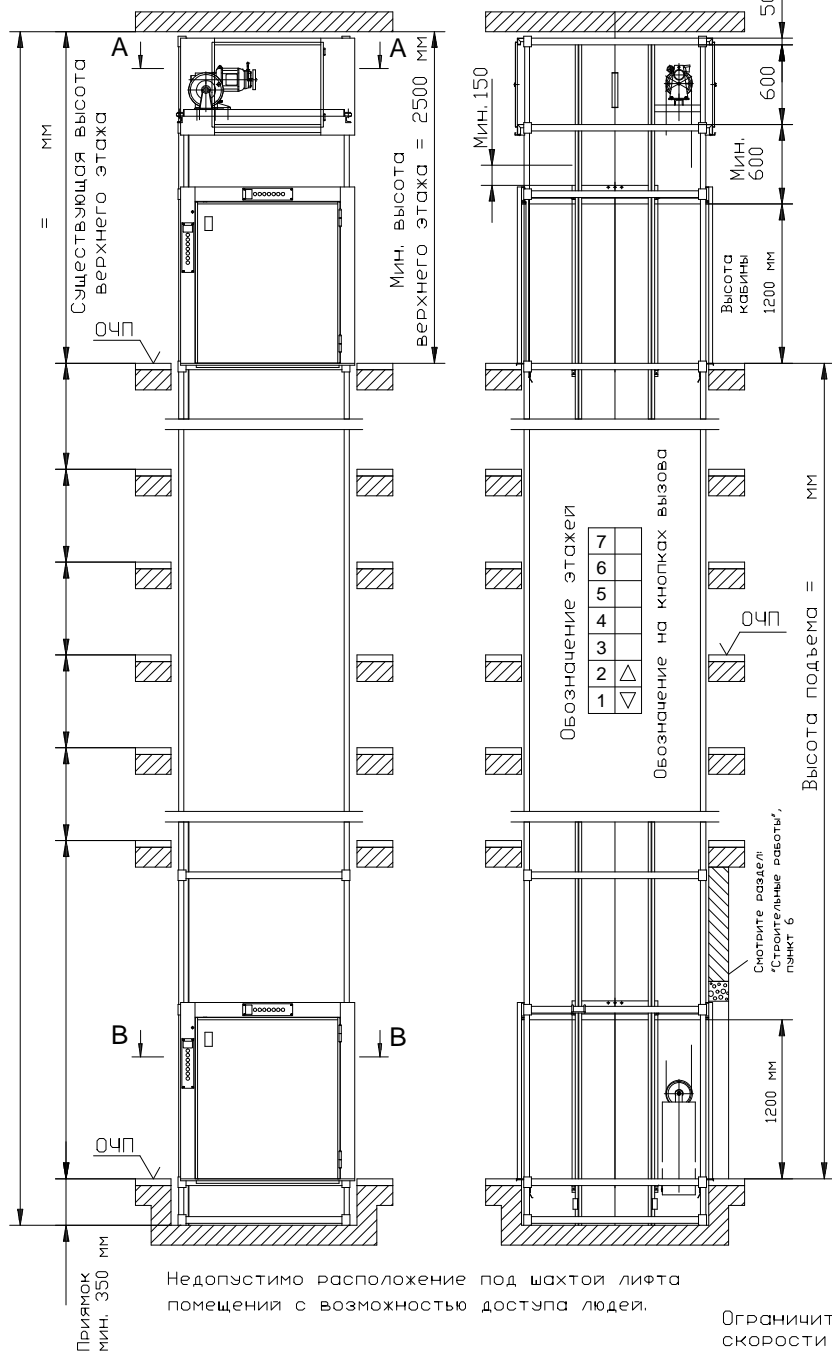 A
A
B
B
= мм
Существующая высота
верхнего этажа
Мин. высота
верхнего этажа = 2500 мм
ОЧП
ОЧП
Приямок
мин. 350 мм
Мин. 150
50
600
Мин.
600
Высота
кабины
1200 мм
Обозначение этажей
7
6
5
4
3
2 △
1 ▽
Обозначение на кнопках вызова
ОЧП
Высота подъема = мм
Смотрите раздел:
"Строительные работы",
пункт 6
1200 мм
Недопустимо расположение под шахтой лифта
помещений с возможностью доступа людей.
Ограничит
скорости